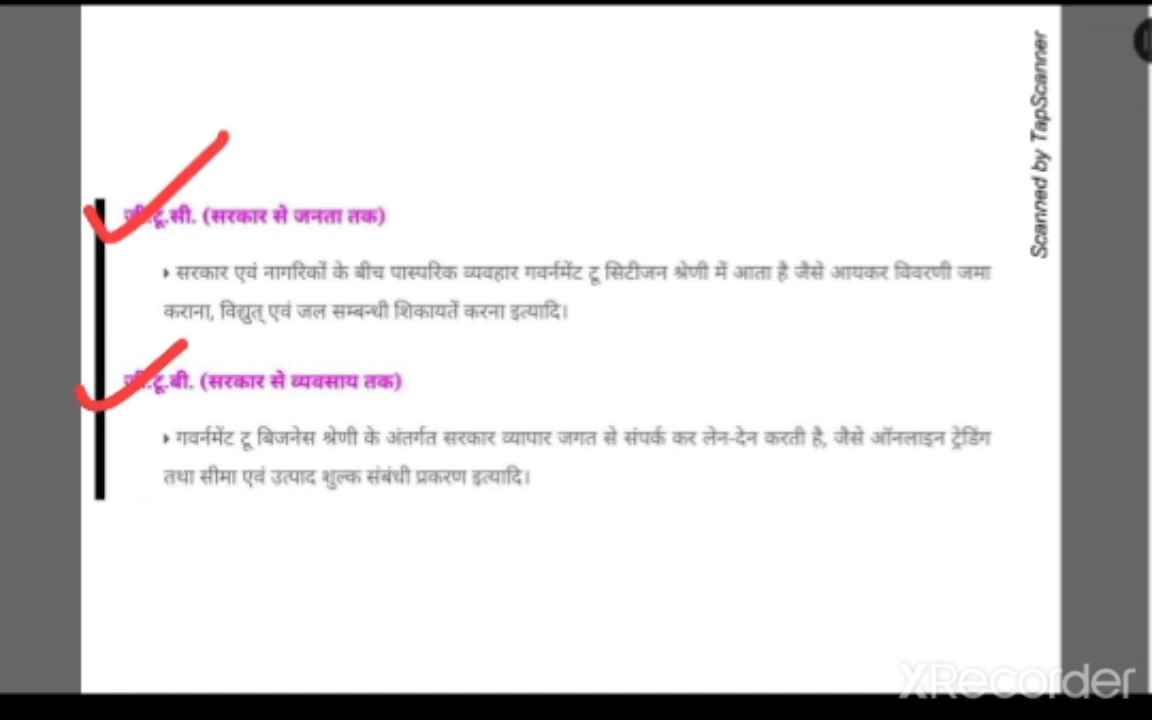 जी.टू.सी. (सरकार से जनता तक)
▸ सरकार एवं नागरिकों के बीच पास्परिक व्यवहार गवर्नमेंट टू सिटीजन श्रेणी में आता है जैसे आयकर विवरणी जमा
कराना, विद्युत् एवं जल सम्बन्धी शिकायतें करना इत्यादि।
जी.टू.बी. (सरकार से व्यवसाय तक)
▸ गवर्नमेंट टू बिजनेस श्रेणी के अंतर्गत सरकार व्यापार जगत से संपर्क कर लेन-देन करती है, जैसे ऑनलाइन ट्रेडिंग
तथा सीमा एवं उत्पाद शुल्क संबंधी प्रकरण इत्यादि।
Scanned by TapScanner
XRecorder